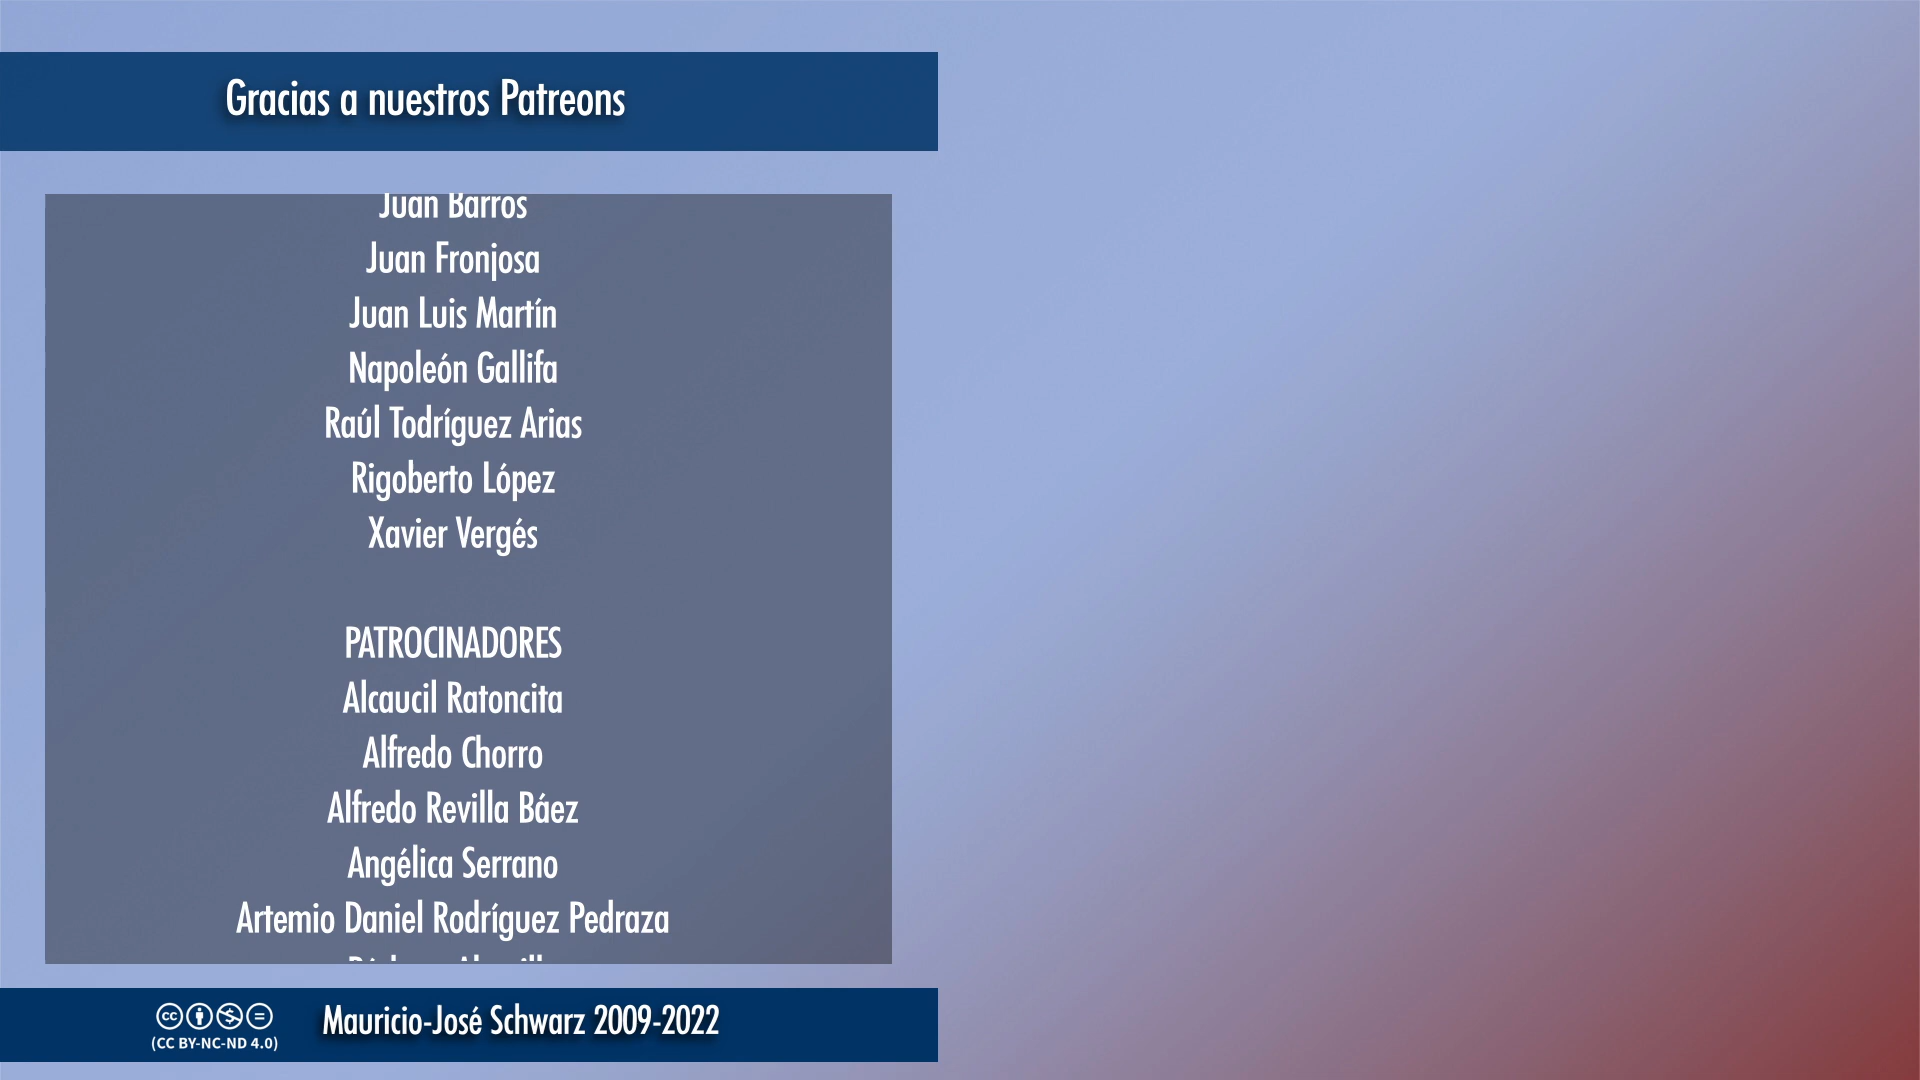 Gracias a nuestros Patreons
Juan Barros
Juan Fronjosa
Juan Luis Martín
Napoleón Gallifa
Raúl Todríguez Arias
Rigoberto López
Xavier Vergés
PATROCINADORES
Alcaucil Ratoncita
Alfredo Chorro
Alfredo Revilla Báez
Angélica Serrano
Artemio Daniel Rodríguez Pedraza
(CC BY-NC-ND 4.0)
Mauricio-José Schwarz 2009-2022